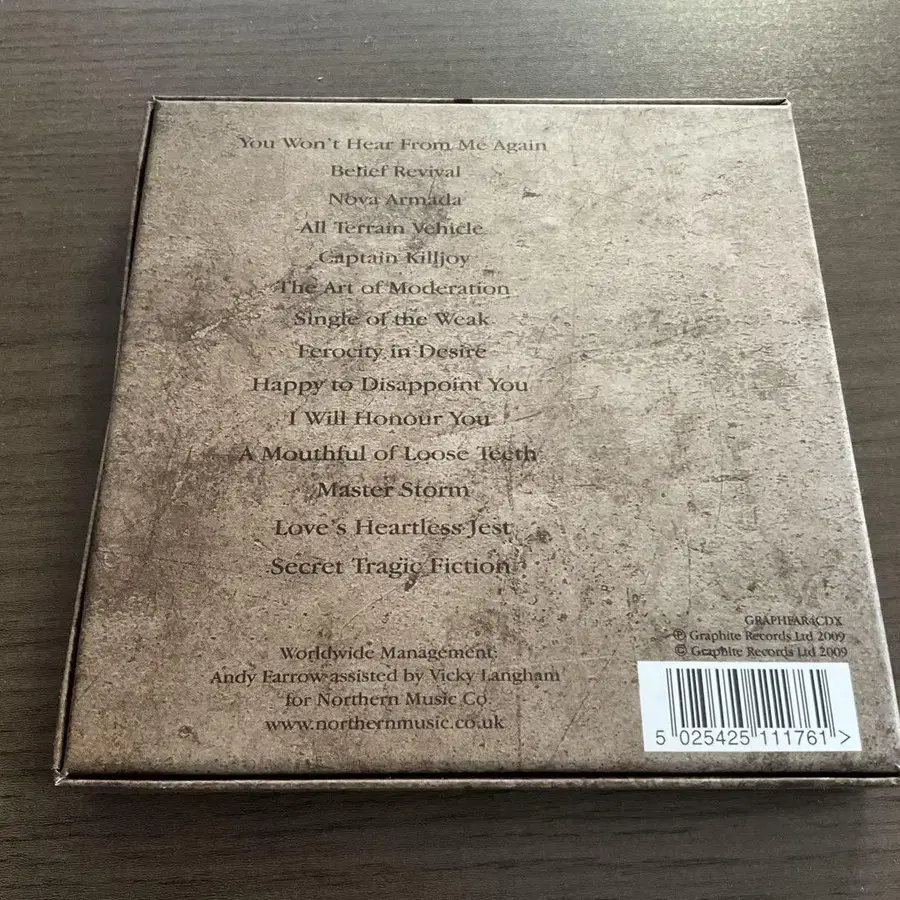 You Won't Hear From Me Again
Belief Revival
Nova Armada
All Terrain Vehicle
Captain Killjoy
The Art of Moderation
Single of the Weak
Ferocity in Desire
Happy to Disappoint You
I Will Honour You
A Mouthful of Loose Teeth
Master Storm
Love's Heartless Jest
Secret Tragic Fiction
Worldwide Management:
Andy Farrow assisted by Vicky Langham
for Northern Music Co.
www.northernmusic.co.uk
GRAPHFAR4CDX
℗ Graphite Records Ltd 2009
© Graphite Records Ltd 2009
5 025425 111761 >